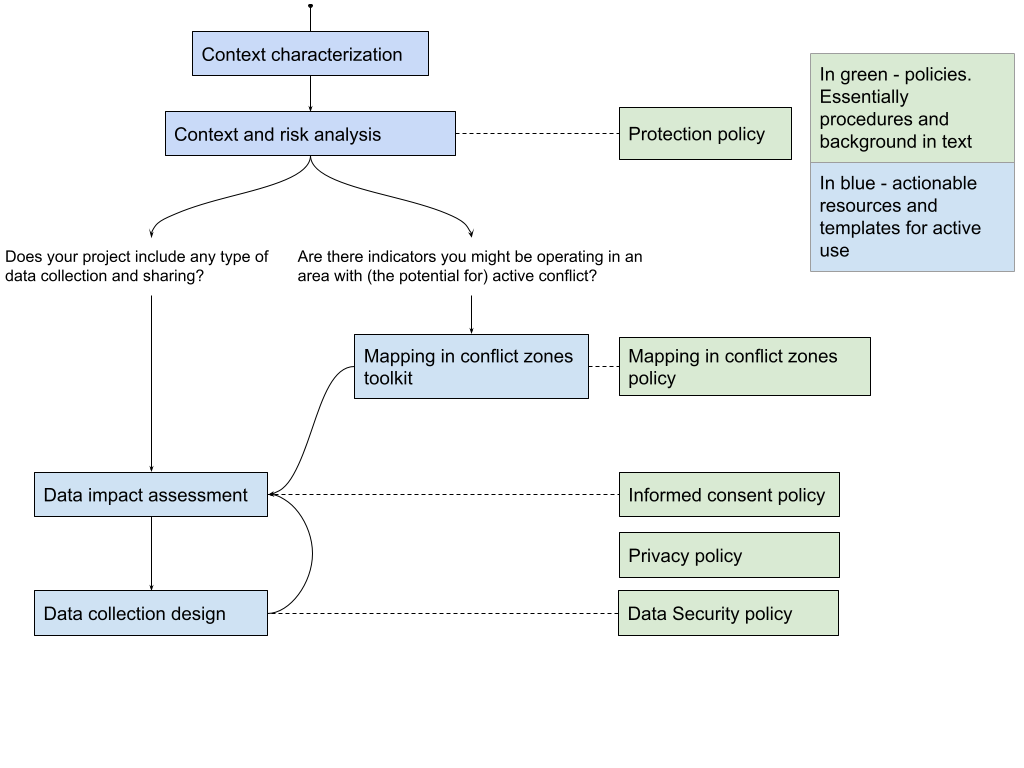 Context characterization
Context and risk analysis
Protection policy
In green - policies.
Essentially
procedures and
background in text
In blue - actionable
resources and
templates for active
use
Does your project include any type of
data collection and sharing?
Are there indicators you might be operating in an
area with (the potential for) active conflict?
Mapping in conflict zones
toolkit
Mapping in conflict zones
policy
Data impact assessment
Informed consent policy
Privacy policy
Data collection design
Data Security policy